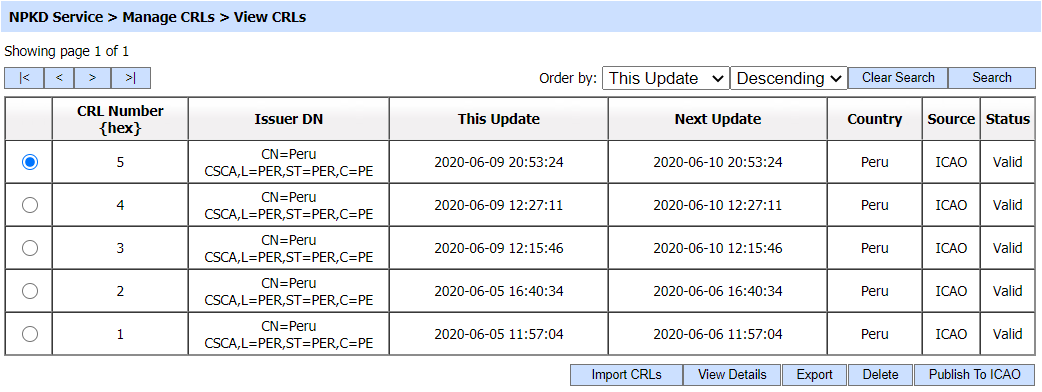 NPKD Service > Manage CRLs > View CRLs
Showing page 1 of 1
|< < > >| Order by: This Update Descending Clear Search Search
CRL Number {hex} Issuer DN This Update Next Update Country Source Status
5 CN=Peru CSCA,L=PER,ST=PER,C=PE 2020-06-09 20:53:24 2020-06-10 20:53:24 Peru ICAO Valid
4 CN=Peru CSCA,L=PER,ST=PER,C=PE 2020-06-09 12:27:11 2020-06-10 12:27:11 Peru ICAO Valid
3 CN=Peru CSCA,L=PER,ST=PER,C=PE 2020-06-09 12:15:46 2020-06-10 12:15:46 Peru ICAO Valid
2 CN=Peru CSCA,L=PER,ST=PER,C=PE 2020-06-05 16:40:34 2020-06-06 16:40:34 Peru ICAO Valid
1 CN=Peru CSCA,L=PER,ST=PER,C=PE 2020-06-05 11:57:04 2020-06-06 11:57:04 Peru ICAO Valid
Import CRLs View Details Export Delete Publish To ICAO